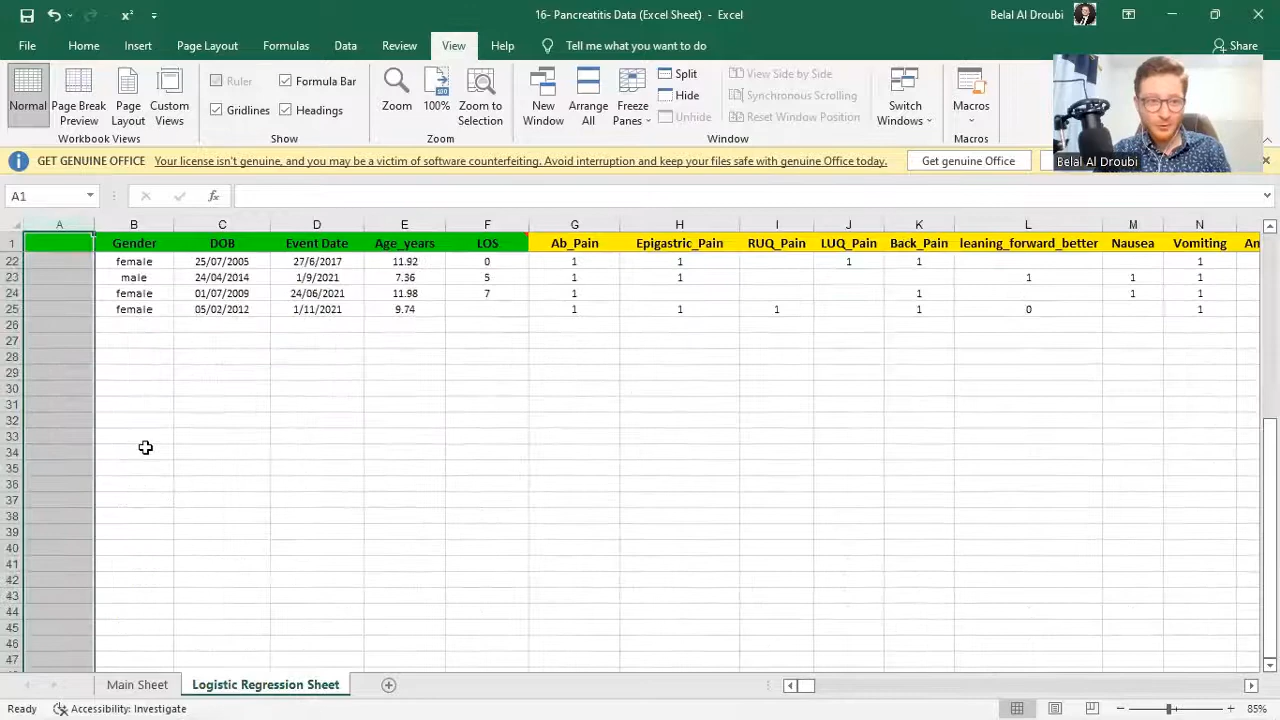 16- Pancreatitis Data (Excel Sheet) - Excel
Belal Al Droubi
File Home Insert Page Layout Formulas Data Review View Help Tell me what you want to do Share
Normal Page Break Preview Page Layout Custom Views
Workbook Views
Ruler Formula Bar
Gridlines Headings
Show
Zoom 100% Zoom to Selection
Zoom
New Window Arrange All Freeze Panes
Split
Hide
Unhide
View Side by Side
Synchronous Scrolling
Reset Window Position
Window
Switch Windows
Macros
Macros
Belal Al Droubi
GET GENUINE OFFICE Your license isn't genuine, and you may be a victim of software counterfeiting. Avoid interruption and keep your files safe with genuine Office today. Get genuine Office
A1 fx
A B C D E F G H I J K L M N
1 Gender DOB Event Date Age_years LOS Ab_Pain Epigastric_Pain RUQ_Pain LUQ_Pain Back_Pain leaning_forward_better Nausea Vomiting An
22 female 25/07/2005 27/6/2017 11.92 0 1 1 1 1 1
23 male 24/04/2014 1/9/2021 7.36 5 1 1 1 1 1
24 female 01/07/2009 24/06/2021 11.98 7 1 1 1 1
25 female 05/02/2012 1/11/2021 9.74 1 1 1 1 0 1
26
27
28
29
30
31
32
33
34
35
36
37
38
39
40
41
42
43
44
45
46
47
Main Sheet Logistic Regression Sheet
Ready Accessibility: Investigate 85%